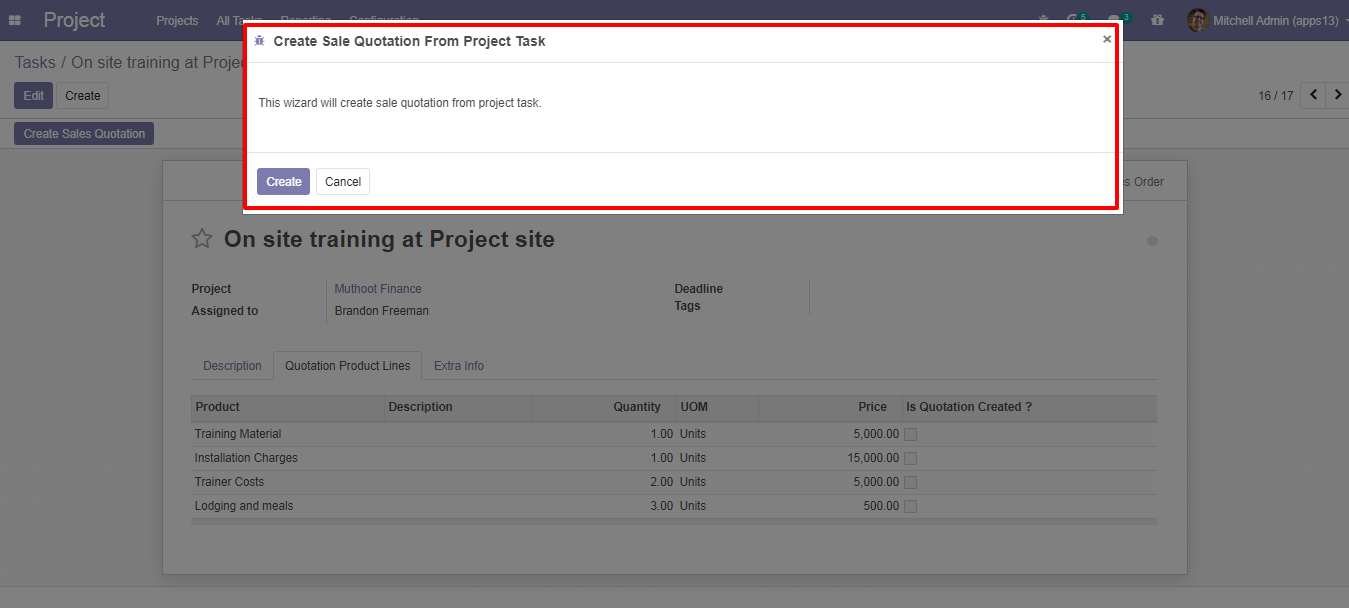 Project
Projects All Tasks Reporting Configuration 5 3 Mitchell Admin (apps13)
Create Sale Quotation From Project Task ×
Tasks / On site training at
Edit Create 16 / 17
This wizard will create sale quotation from project task.
Create Sales Quotation
Create Cancel
Order
On site training at Project site
Project Muthoot Finance Deadline
Assigned to Brandon Freeman Tags
Description Quotation Product Lines Extra Info
Product Description Quantity UOM Price Is Quotation Created ?
Training Material 1.00 Units 5,000.00
Installation Charges 1.00 Units 15,000.00
Trainer Costs 2.00 Units 5,000.00
Lodging and meals 3.00 Units 500.00